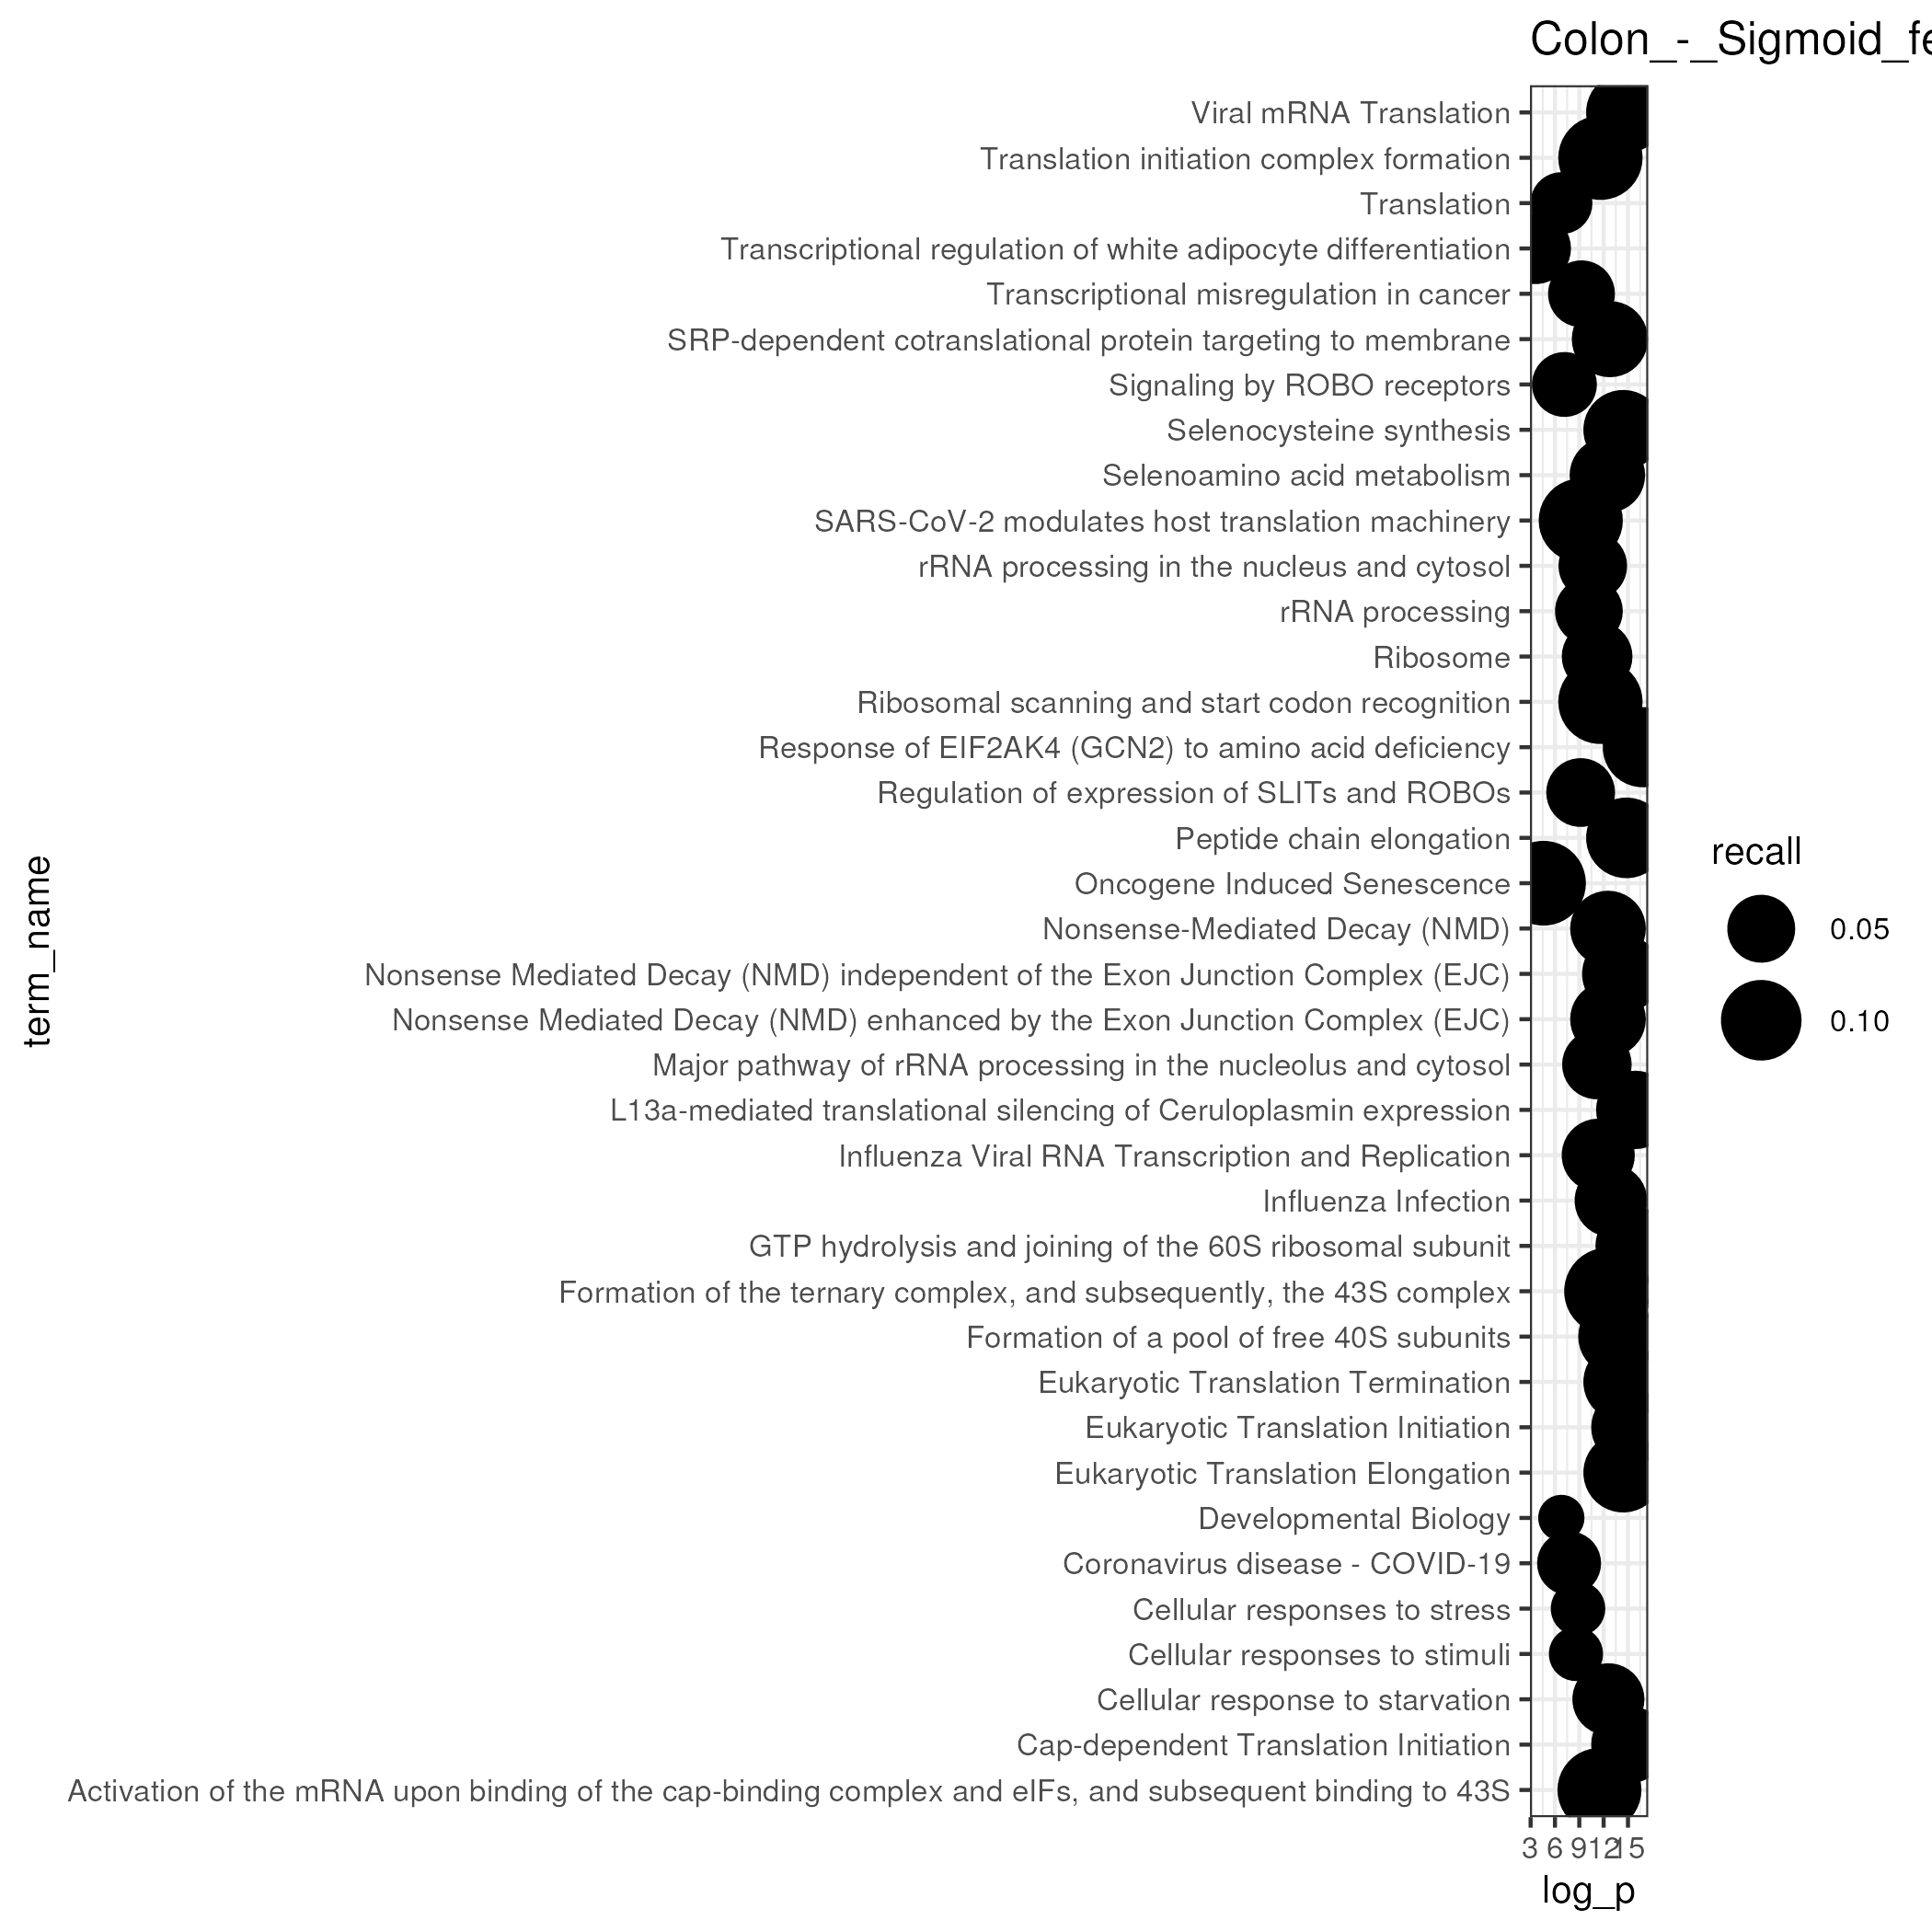 Colon_-_Sigmoid_fe
Viral mRNA Translation
Translation initiation complex formation
Translation
Transcriptional regulation of white adipocyte differentiation
Transcriptional misregulation in cancer
SRP-dependent cotranslational protein targeting to membrane
Signaling by ROBO receptors
Selenocysteine synthesis
Selenoamino acid metabolism
SARS-CoV-2 modulates host translation machinery
rRNA processing in the nucleus and cytosol
rRNA processing
Ribosome
Ribosomal scanning and start codon recognition
Response of EIF2AK4 (GCN2) to amino acid deficiency
Regulation of expression of SLITs and ROBOs
Peptide chain elongation
Oncogene Induced Senescence
Nonsense-Mediated Decay (NMD)
Nonsense Mediated Decay (NMD) independent of the Exon Junction Complex (EJC)
Nonsense Mediated Decay (NMD) enhanced by the Exon Junction Complex (EJC)
Major pathway of rRNA processing in the nucleolus and cytosol
L13a-mediated translational silencing of Ceruloplasmin expression
Influenza Viral RNA Transcription and Replication
Influenza Infection
GTP hydrolysis and joining of the 60S ribosomal subunit
Formation of the ternary complex, and subsequently, the 43S complex
Formation of a pool of free 40S subunits
Eukaryotic Translation Termination
Eukaryotic Translation Initiation
Eukaryotic Translation Elongation
Developmental Biology
Coronavirus disease - COVID-19
Cellular responses to stress
Cellular responses to stimuli
Cellular response to starvation
Cap-dependent Translation Initiation
Activation of the mRNA upon binding of the cap-binding complex and eIFs, and subsequent binding to 43S
3 6 9 12 15
log_p
term_name
recall
0.05
0.10